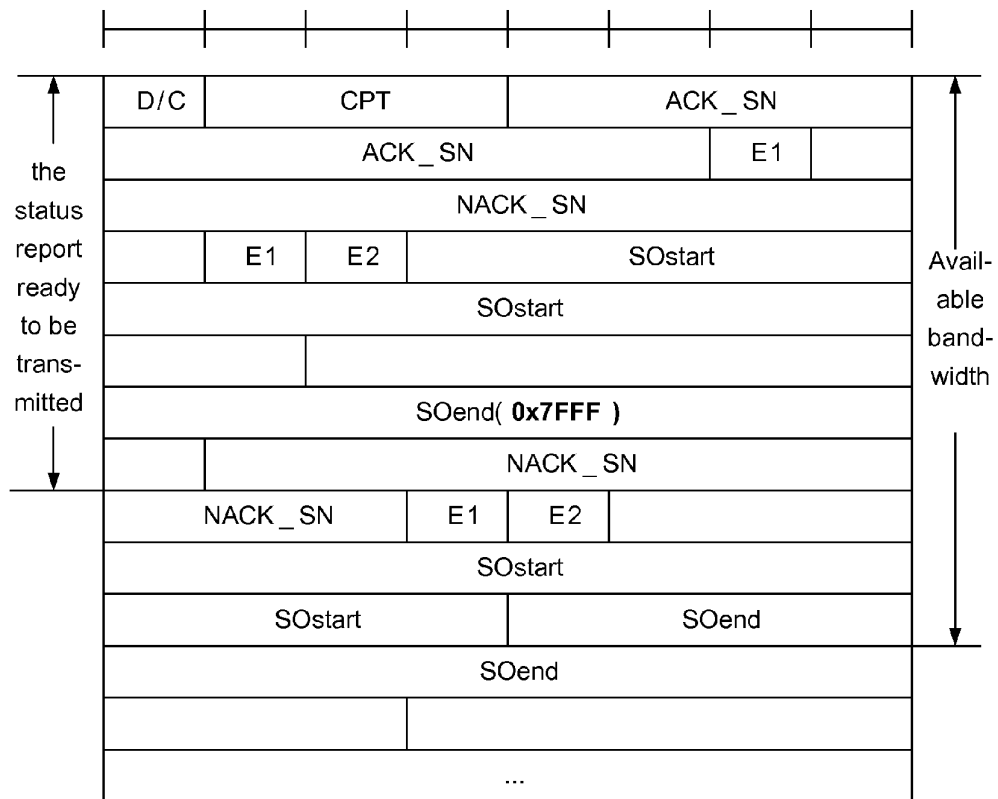 D/C CPT ACK_SN
ACK_SN E1
NACK_SN
E1 E2 SOstart
SOstart
SOend( 0x7FFF )
NACK_SN
NACK_SN E1 E2
SOstart
SOstart SOend
SOend
...
the
status
report
ready
to be
trans-
mitted
Avail-
able
band-
width